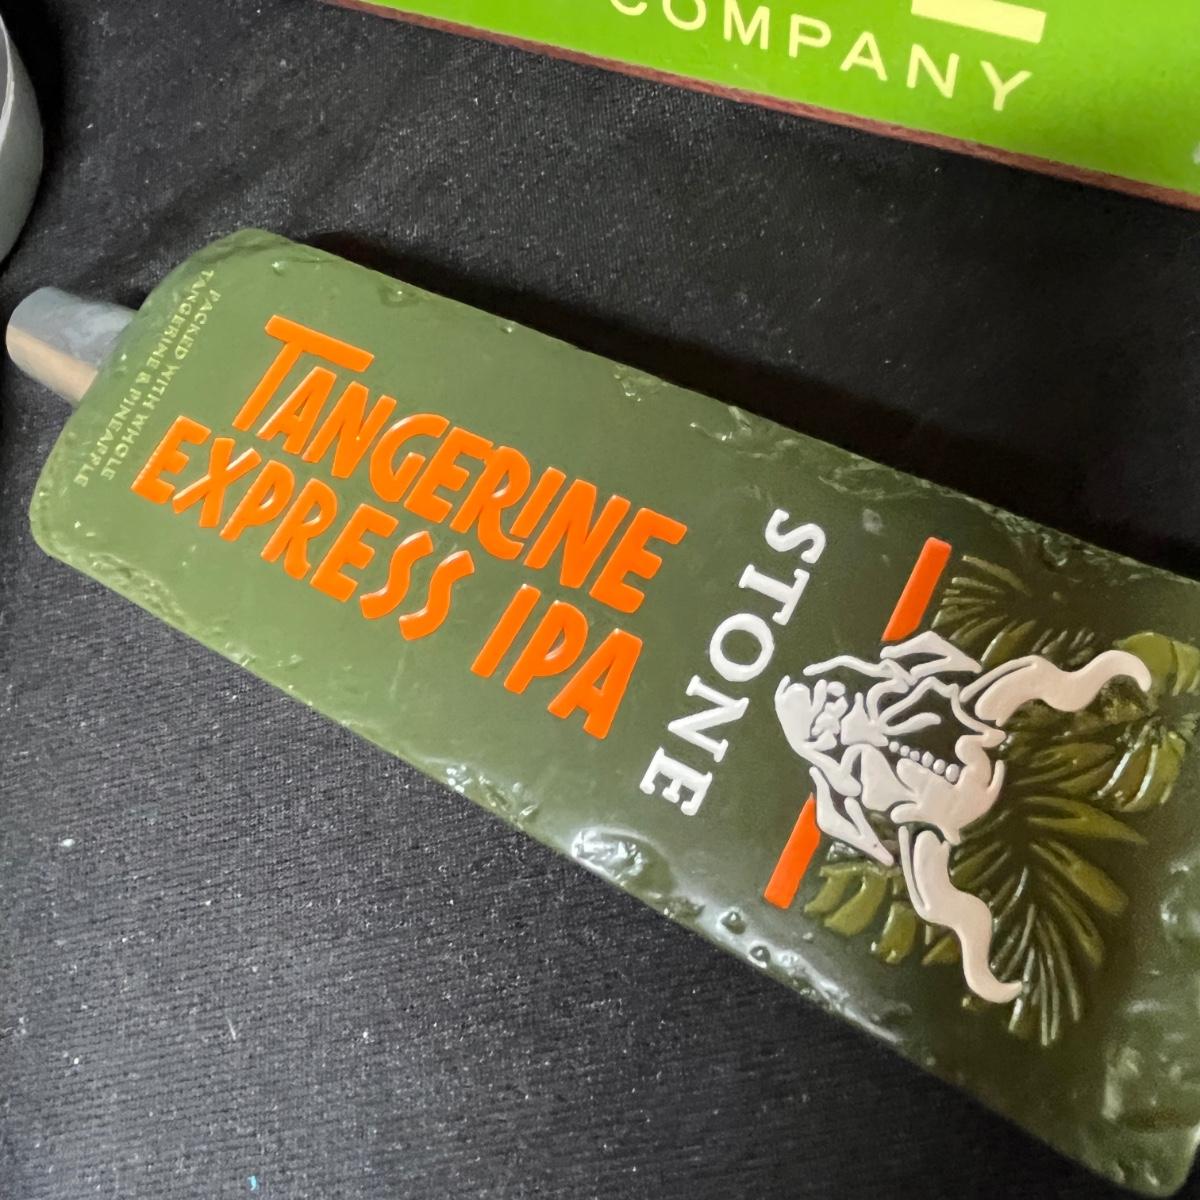 COMPANY
STONE
TANGERINE
EXPRESS IPA
PACKED WITH WHOLE
TANGERINE & PINEAPPLE